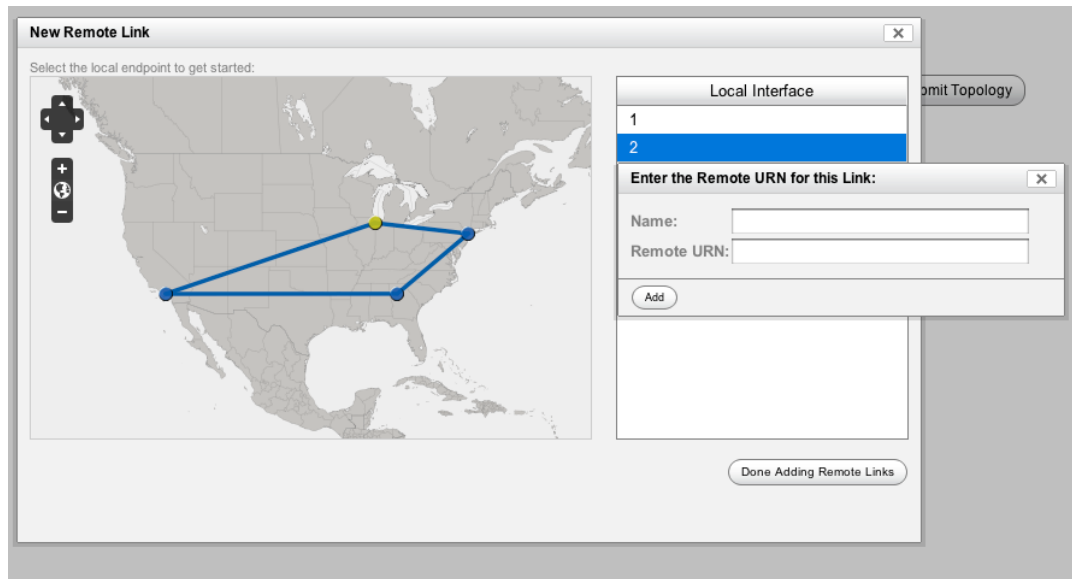 New Remote Link
Select the local endpoint to get started:
Local Interface
bmit Topology
1
2
Enter the Remote URN for this Link:
Name:
Remote URN:
Add
Done Adding Remote Links